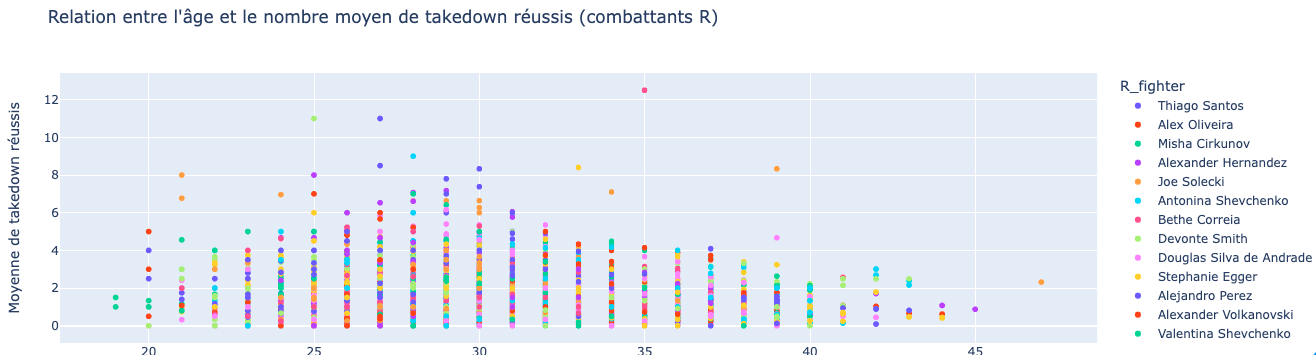 Relation entre l'âge et le nombre moyen de takedown réussis (combattants R)
Moyenne de takedown réussis
12
10
8
6
4
2
0
20
25
30
35
40
45
R_fighter
Thiago Santos
Alex Oliveira
Misha Cirkunov
Alexander Hernandez
Joe Solecki
Antonina Shevchenko
Bethe Correia
Devonte Smith
Douglas Silva de Andrade
Stephanie Egger
Alejandro Perez
Alexander Volkanovski
Valentina Shevchenko